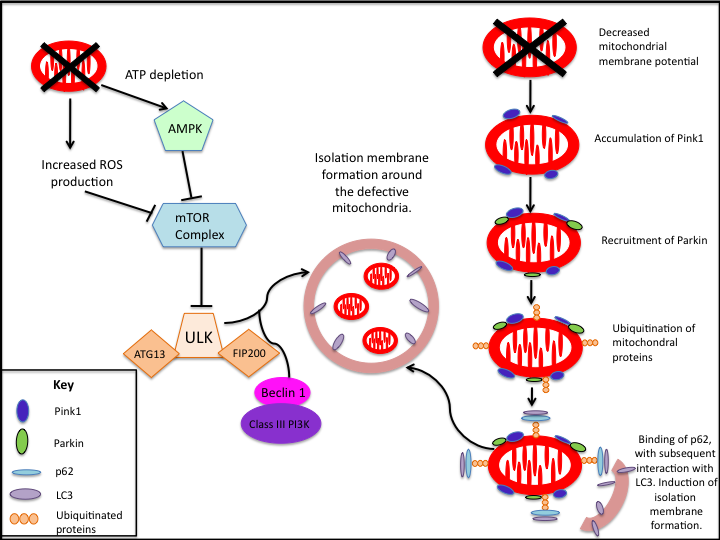 ATP depletion
AMPK
Increased ROS
production
mTOR
Complex
ULK
ATG13
FIP200
Beclin 1
Class III PI3K
Isolation membrane
formation around
the defective
mitochondria.
Decreased
mitochondrial
membrane potential
Accumulation of Pink1
Recruitment of Parkin
Ubiquitination of
mitochondrial
proteins
Binding of p62,
with subsequent
interaction with
LC3. Induction of
isolation
membrane
formation.
Key
Pink1
Parkin
p62
LC3
Ubiquitinated
proteins